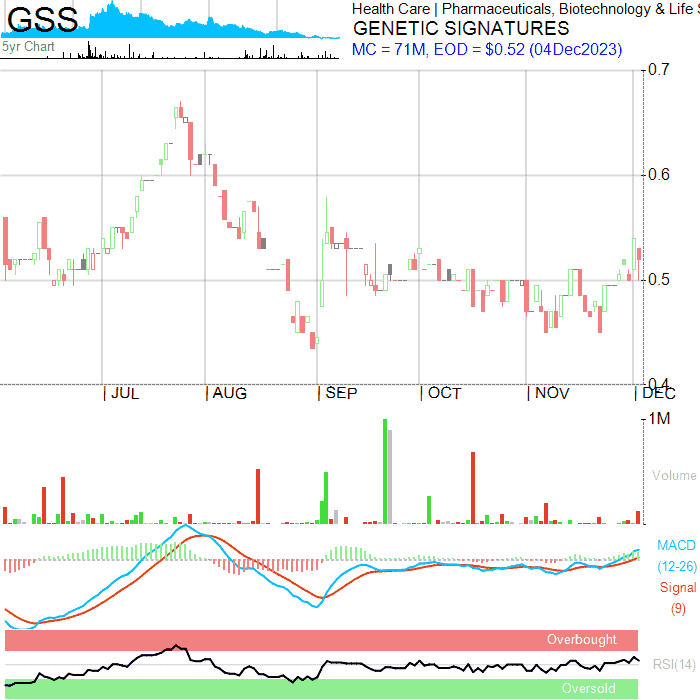 GSS
5yr Chart
Health Care | Pharmaceuticals, Biotechnology & Life S
GENETIC SIGNATURES
MC = 71M, EOD = $0.52 (04Dec2023)
0.7
0.6
0.5
0.4
| JUL | AUG | SEP | OCT | NOV | DEC
1M
Volume
MACD
(12-26)
Signal
(9)
Overbought
RSI(14)
Oversold